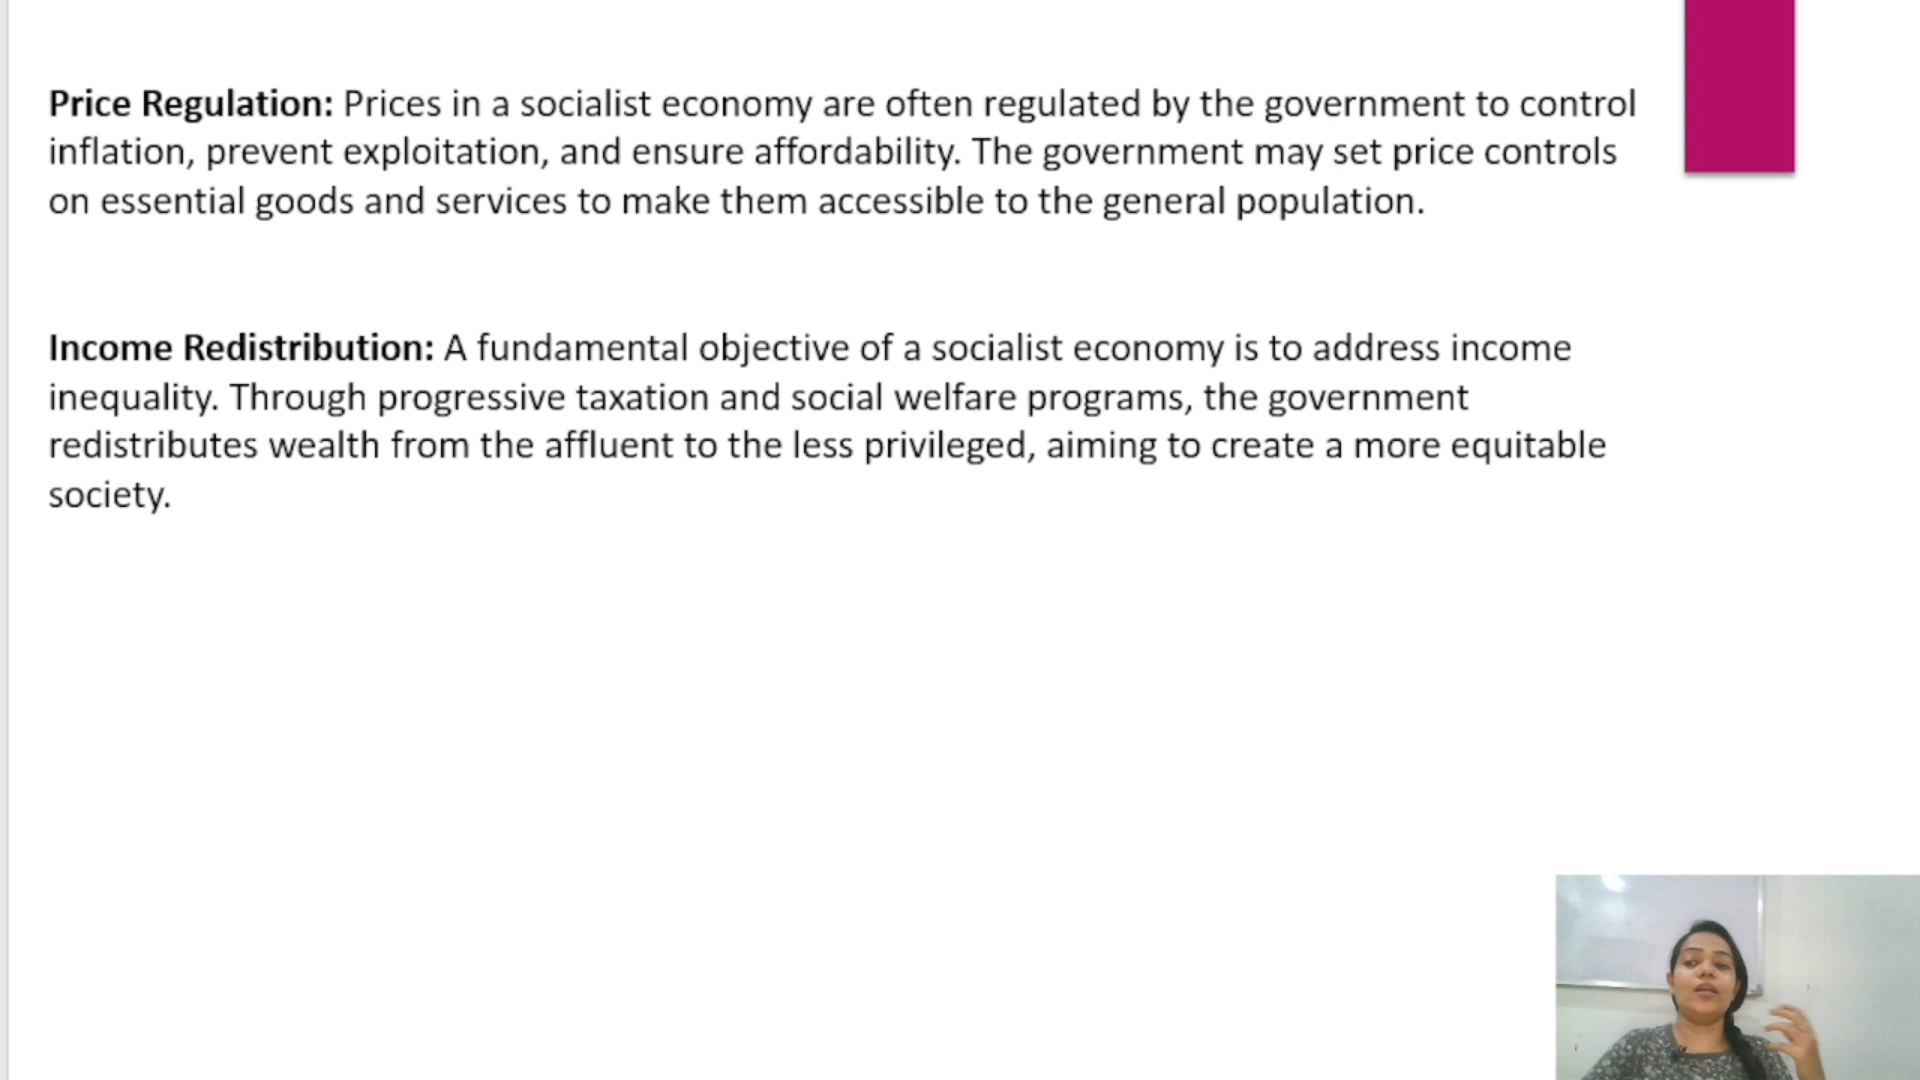 Price Regulation: Prices in a socialist economy are often regulated by the government to control
inflation, prevent exploitation, and ensure affordability. The government may set price controls
on essential goods and services to make them accessible to the general population.
Income Redistribution: A fundamental objective of a socialist economy is to address income
inequality. Through progressive taxation and social welfare programs, the government
redistributes wealth from the affluent to the less privileged, aiming to create a more equitable
society.